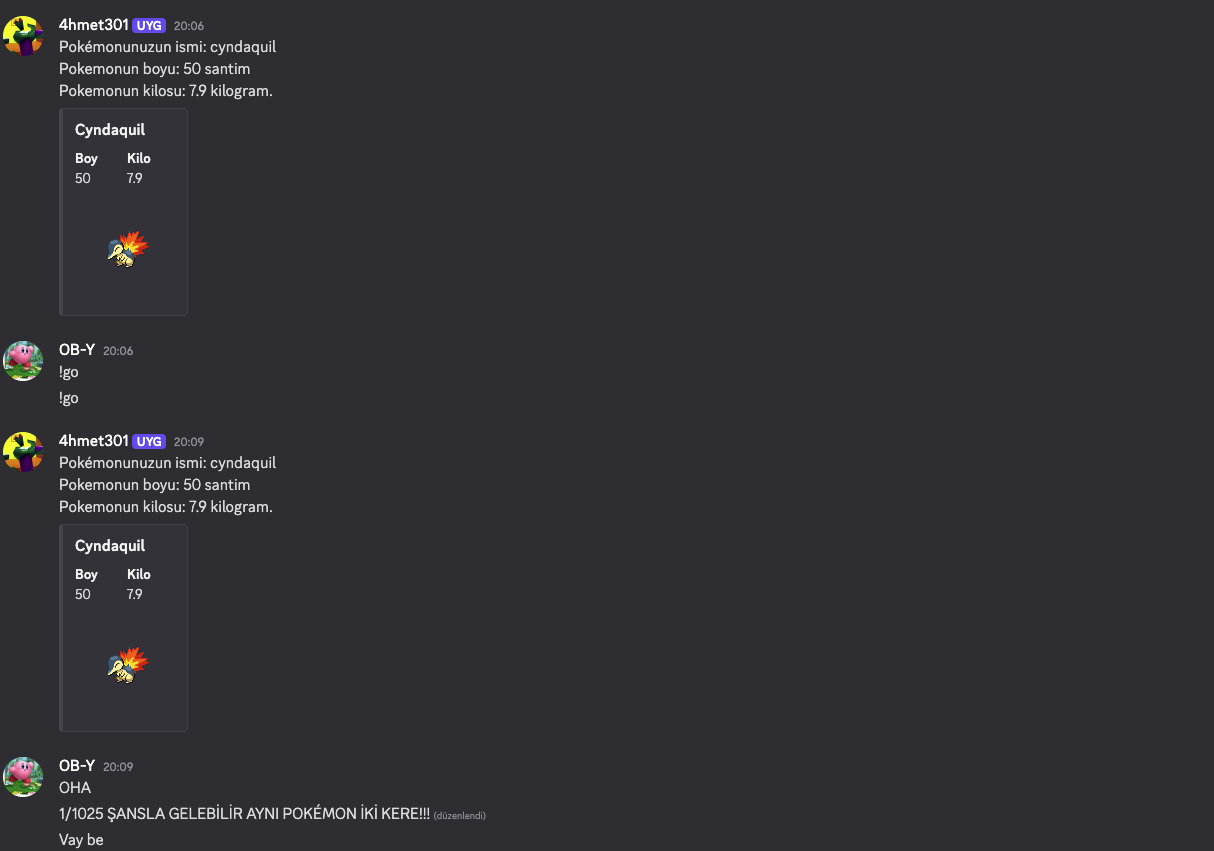 4hmet301 UYG 20:06
Pokémonunuzun ismi: cyndaquil
Pokemonun boyu: 50 santim
Pokemonun kilosu: 7.9 kilogram.
Cyndaquil
Boy Kilo
50 7.9
OB-Y 20:06
!go
!go
4hmet301 UYG 20:09
Pokémonunuzun ismi: cyndaquil
Pokemonun boyu: 50 santim
Pokemonun kilosu: 7.9 kilogram.
Cyndaquil
Boy Kilo
50 7.9
OB-Y 20:09
OHA
1/1025 ŞANSLA GELEBİLİR AYNI POKÉMON İKİ KERE!!! (düzenlendi)
Vay be